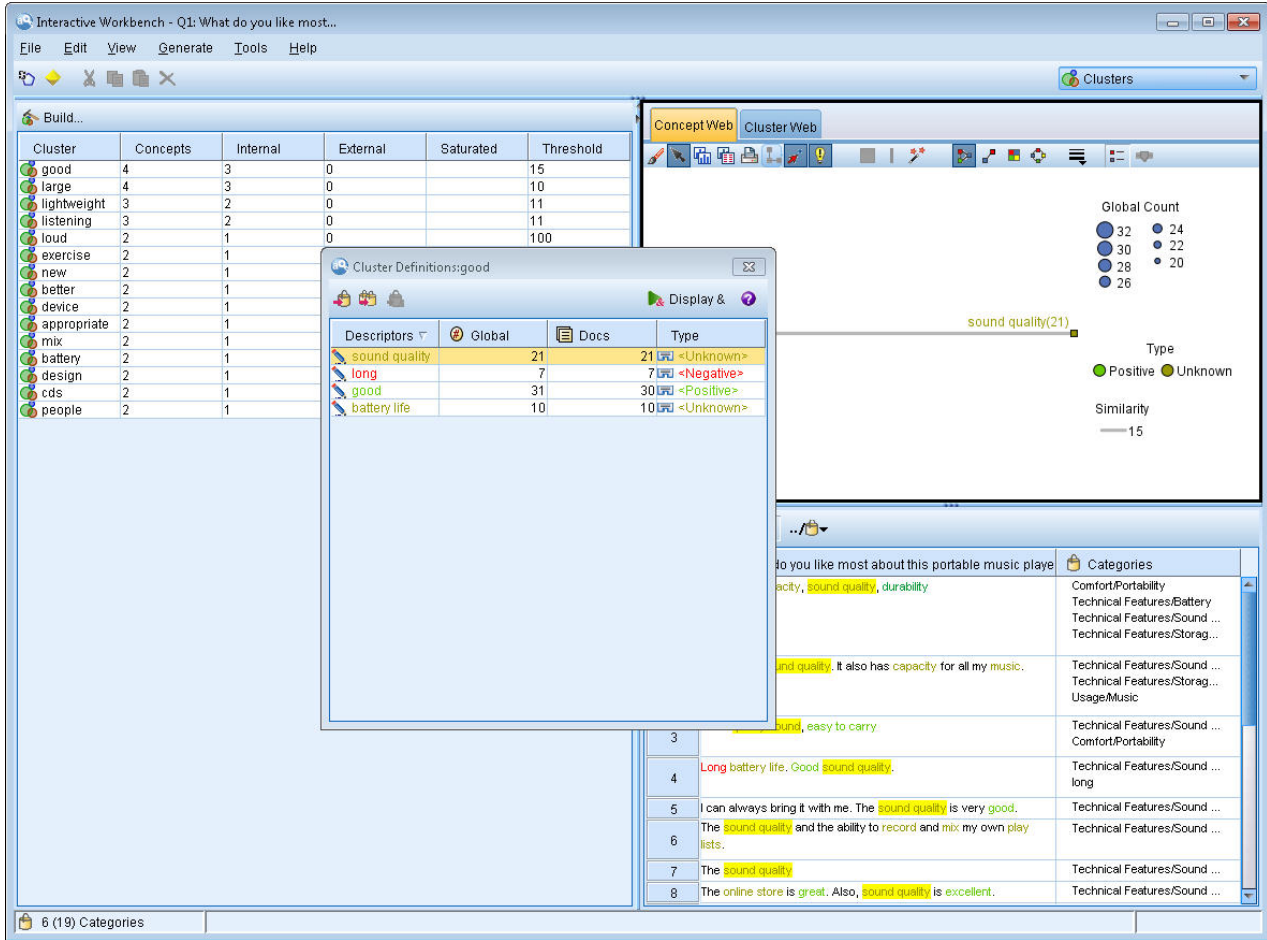 Interactive Workbench - Q1: What do you like most...
File Edit View Generate Tools Help
Clusters
Build...
Cluster Concepts Internal External Saturated Threshold
good 4 3 0 15
large 4 3 0 10
lightweight 3 2 0 11
listening 3 2 0 11
loud 2 1 0 100
exercise 2 1
new 2 1
better 2 1
device 2 1
appropriate 2 1
mix 2 1
battery 2 1
design 2 1
cds 2 1
people 2 1
Cluster Definitions:good
Display &
Descriptors Global Docs Type
sound quality 21 21 <Unknown>
long 7 7 <Negative>
good 31 30 <Positive>
battery life 10 10 <Unknown>
Concept Web Cluster Web
Global Count
32 24
30 22
28 20
26
sound quality(21)
Type
Positive Unknown
Similarity
15
../
do you like most about this portable music playe Categories
acity, sound quality, durability
Comfort/Portability
Technical Features/Battery
Technical Features/Sound ...
Technical Features/Storag...
und quality. It also has capacity for all my music.
Technical Features/Sound ...
Technical Features/Storag...
Usage/Music
3 ound, easy to carry
Technical Features/Sound ...
Comfort/Portability
4 Long battery life. Good sound quality.
Technical Features/Sound ...
long
5 I can always bring it with me. The sound quality is very good. Technical Features/Sound ...
6 The sound quality and the ability to record and mix my own play
lists.
Technical Features/Sound ...
7 The sound quality Technical Features/Sound ...
8 The online store is great. Also, sound quality is excellent. Technical Features/Sound ...
6 (19) Categories